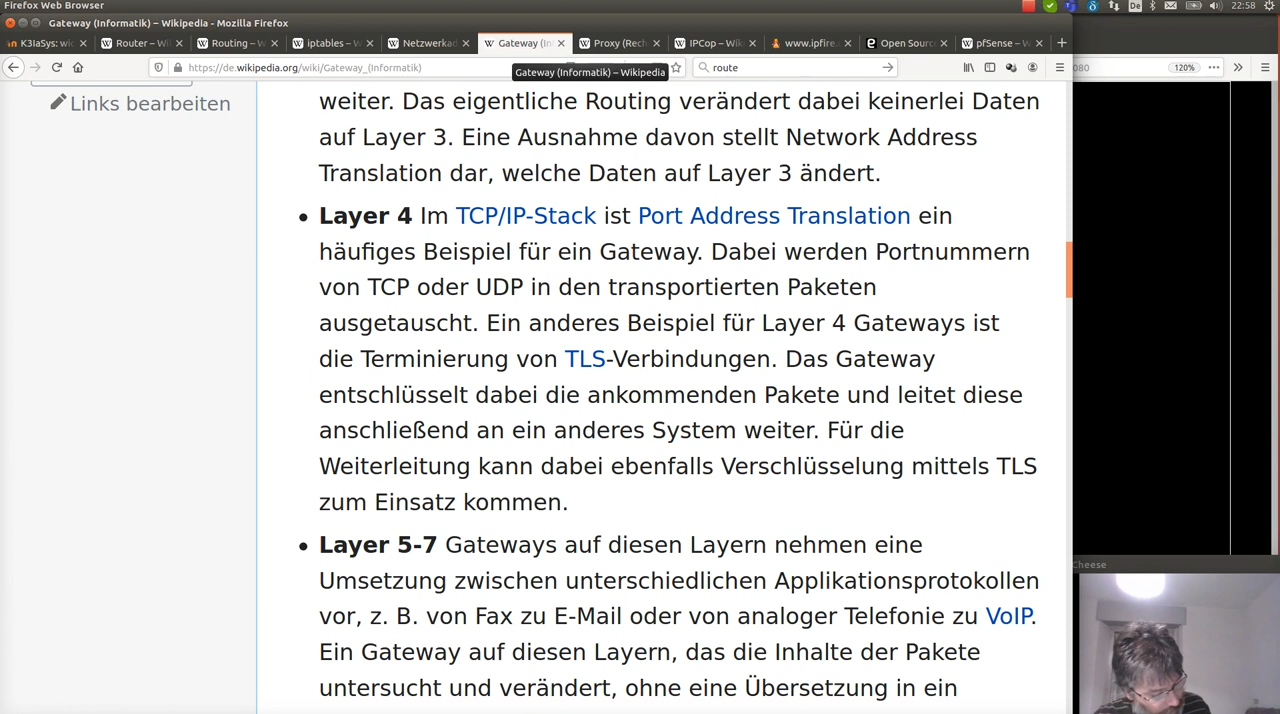 Firefox Web Browser
De
22:58
Gateway (Informatik) – Wikipedia - Mozilla Firefox
K3IaSys: wi
Router – Wi
Routing – W
iptables – W
Netzwerkad
Gateway (In
Proxy (Rech
IPCop – Wik
www.ipfire.
Open Source
pfSense – W
https://de.wikipedia.org/wiki/Gateway_(Informatik)
route
080
120%
Gateway (Informatik) – Wikipedia
Links bearbeiten
weiter. Das eigentliche Routing verändert dabei keinerlei Daten
auf Layer 3. Eine Ausnahme davon stellt Network Address
Translation dar, welche Daten auf Layer 3 ändert.
• Layer 4 Im TCP/IP-Stack ist Port Address Translation ein
häufiges Beispiel für ein Gateway. Dabei werden Portnummern
von TCP oder UDP in den transportierten Paketen
ausgetauscht. Ein anderes Beispiel für Layer 4 Gateways ist
die Terminierung von TLS-Verbindungen. Das Gateway
entschlüsselt dabei die ankommenden Pakete und leitet diese
anschließend an ein anderes System weiter. Für die
Weiterleitung kann dabei ebenfalls Verschlüsselung mittels TLS
zum Einsatz kommen.
• Layer 5-7 Gateways auf diesen Layern nehmen eine
Umsetzung zwischen unterschiedlichen Applikationsprotokollen
vor, z. B. von Fax zu E-Mail oder von analoger Telefonie zu VoIP.
Ein Gateway auf diesen Layern, das die Inhalte der Pakete
untersucht und verändert, ohne eine Übersetzung in ein
Cheese